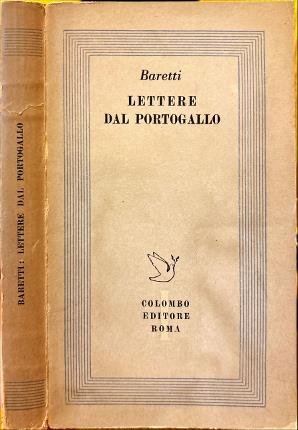 BARETTI: LETTERE DAL PORTOGALLO
Baretti
LETTERE
DAL PORTOGALLO
COLOMBO
EDITORE
ROMA